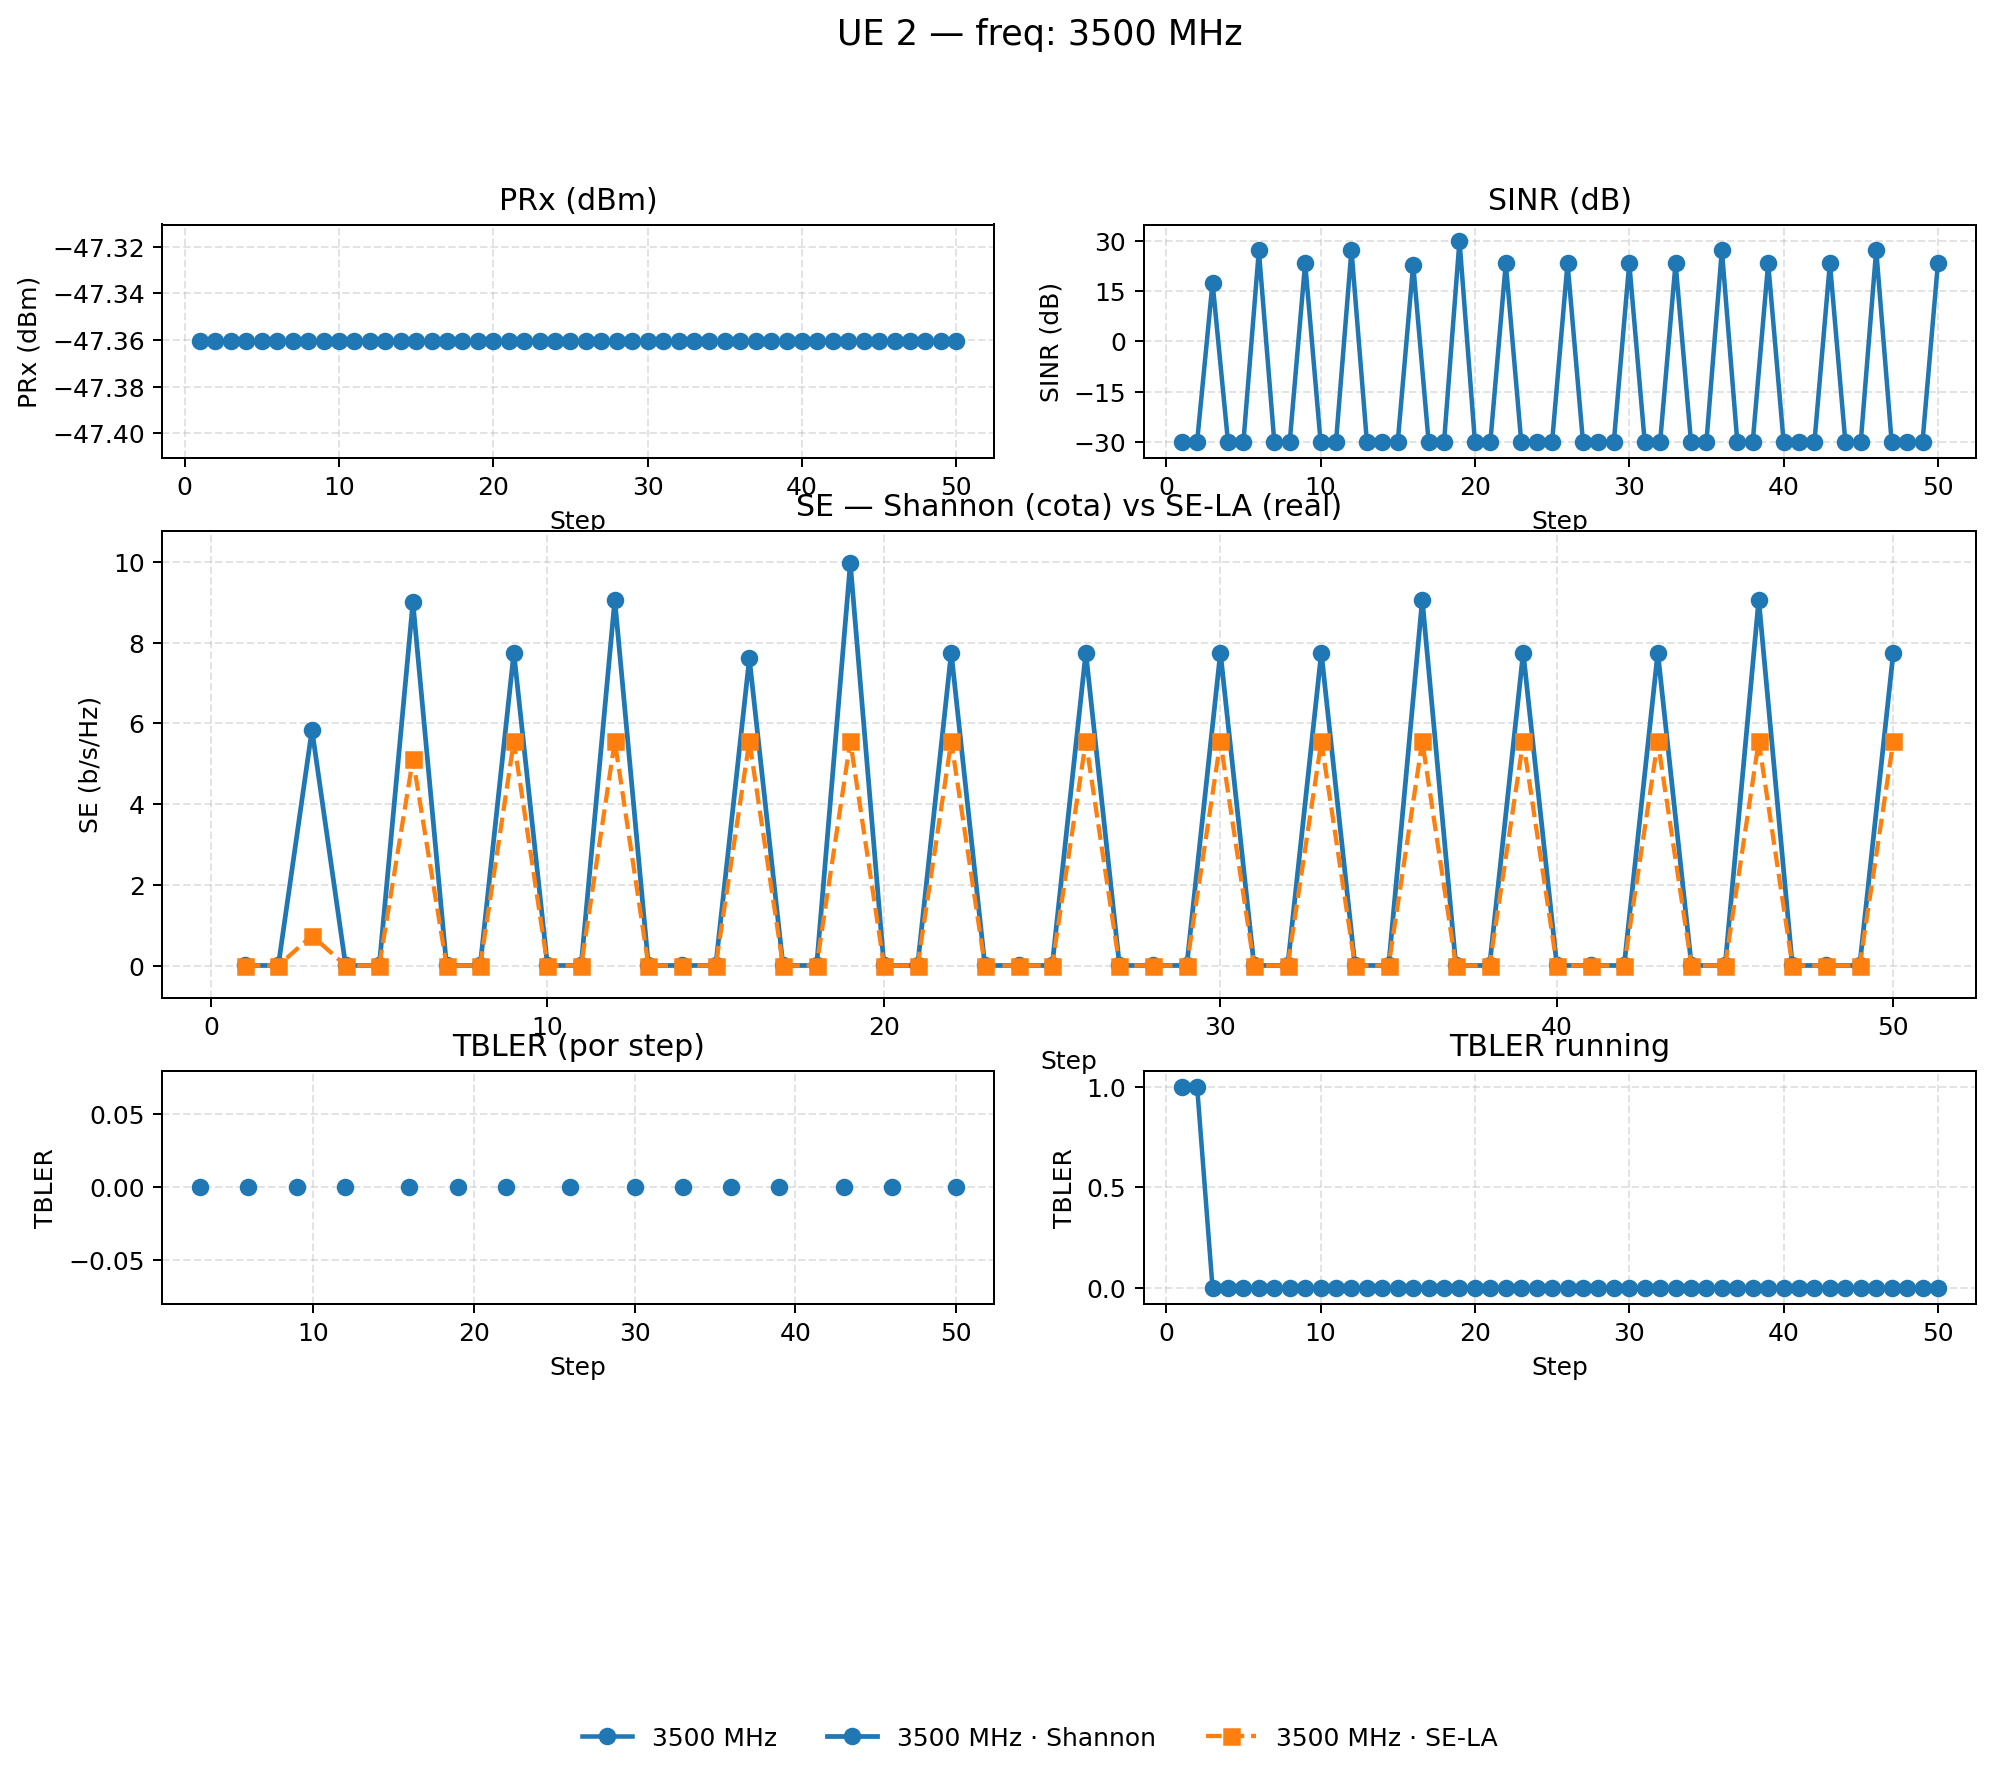 UE 2 — freq: 3500 MHz
PRx (dBm)
PRx (dBm)
−47.32
−47.34
−47.36
−47.38
−47.40
0 10 20 30 40 50
Step
SINR (dB)
SINR (dB)
30
15
0
−15
−30
0 10 20 30 40 50
Step
SE — Shannon (cota) vs SE-LA (real)
SE (b/s/Hz)
10
8
6
4
2
0
0 10 20 30 40 50
Step
TBLER (por step)
TBLER
0.05
0.00
−0.05
10 20 30 40 50
Step
TBLER running
TBLER
1.0
0.5
0.0
0 10 20 30 40 50
Step
3500 MHz 3500 MHz · Shannon 3500 MHz · SE-LA